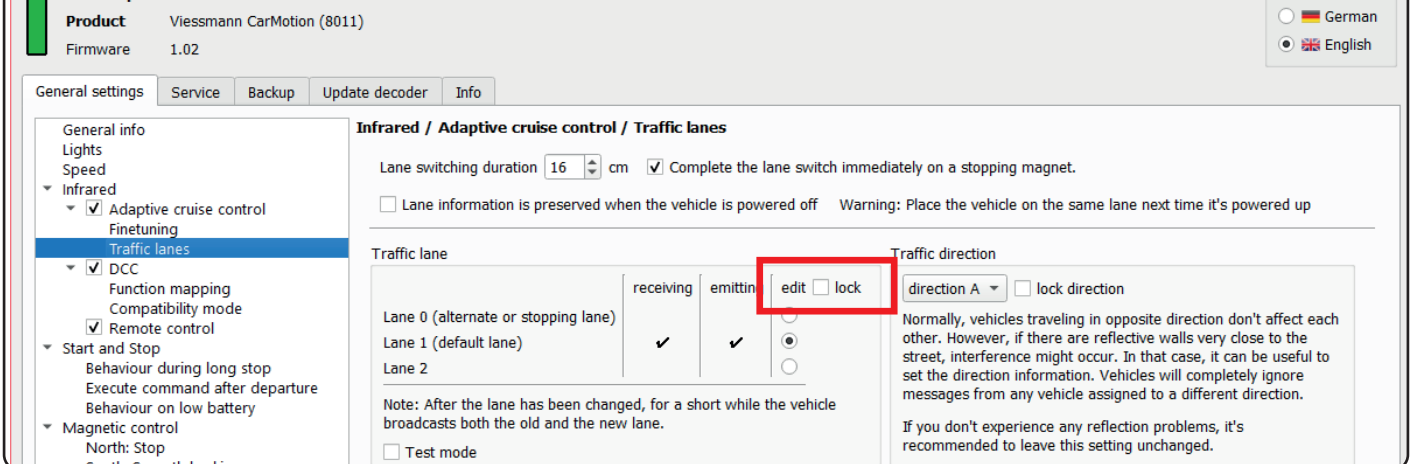 Product Viessmann CarMotion (8011)
Firmware 1.02
German
English
General settings Service Backup Update decoder Info
General info
Lights
Speed
Infrared
Adaptive cruise control
Finetuning
Traffic lanes
DCC
Function mapping
Compatibility mode
Remote control
Start and Stop
Behaviour during long stop
Execute command after departure
Behaviour on low battery
Magnetic control
North: Stop
Infrared / Adaptive cruise control / Traffic lanes
Lane switching duration 16 cm Complete the lane switch immediately on a stopping magnet.
Lane information is preserved when the vehicle is powered off Warning: Place the vehicle on the same lane next time it's powered up
Traffic lane
receiving emitting edit lock
Lane 0 (alternate or stopping lane)
Lane 1 (default lane)
Lane 2
Note: After the lane has been changed, for a short while the vehicle
broadcasts both the old and the new lane.
Test mode
Traffic direction
direction A lock direction
Normally, vehicles traveling in opposite direction don't affect each
other. However, if there are reflective walls very close to the
street, interference might occur. In that case, it can be useful to
set the direction information. Vehicles will completely ignore
messages from any vehicle assigned to a different direction.
If you don't experience any reflection problems, it's
recommended to leave this setting unchanged.